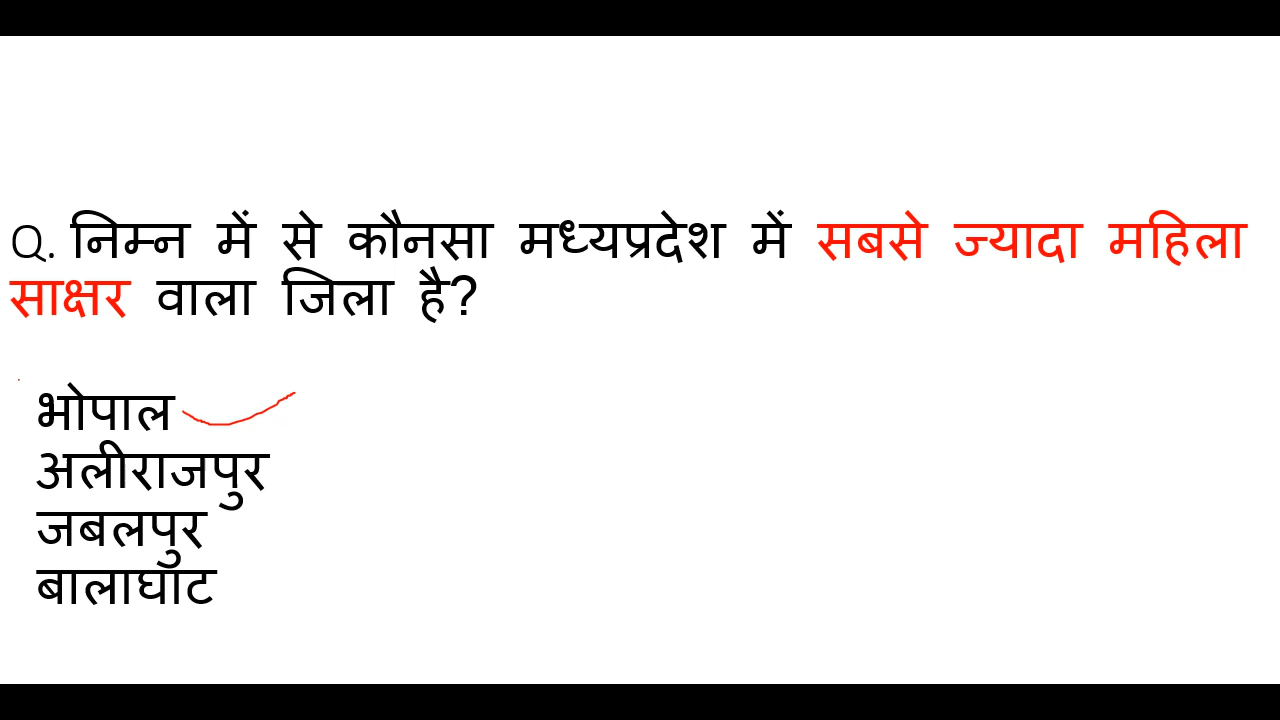 Q. निम्न में से कौनसा मध्यप्रदेश में सबसे ज्यादा महिला
साक्षर वाला जिला है?
भोपाल
अलीराजपुर
जबलपुर
बालाघाट